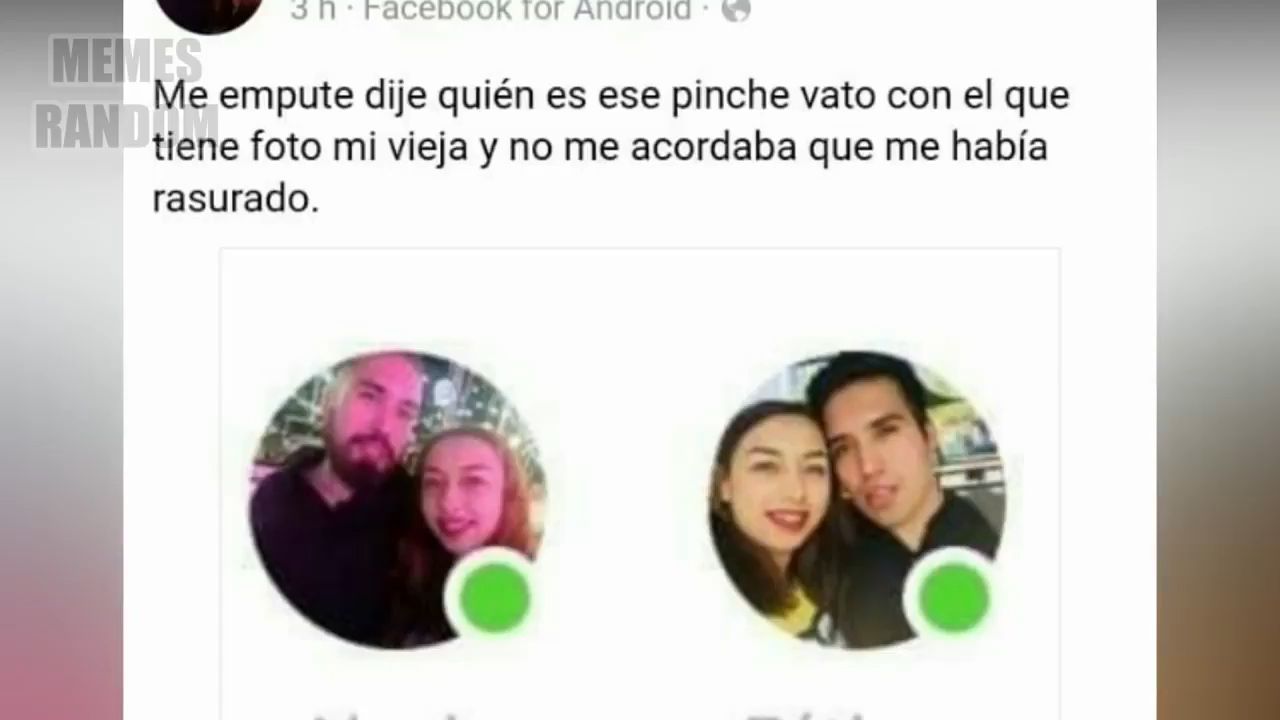 3 h · Facebook for Android ·
MEMES
RANDOM
Me empute dije quién es ese pinche vato con el que
tiene foto mi vieja y no me acordaba que me había
rasurado.